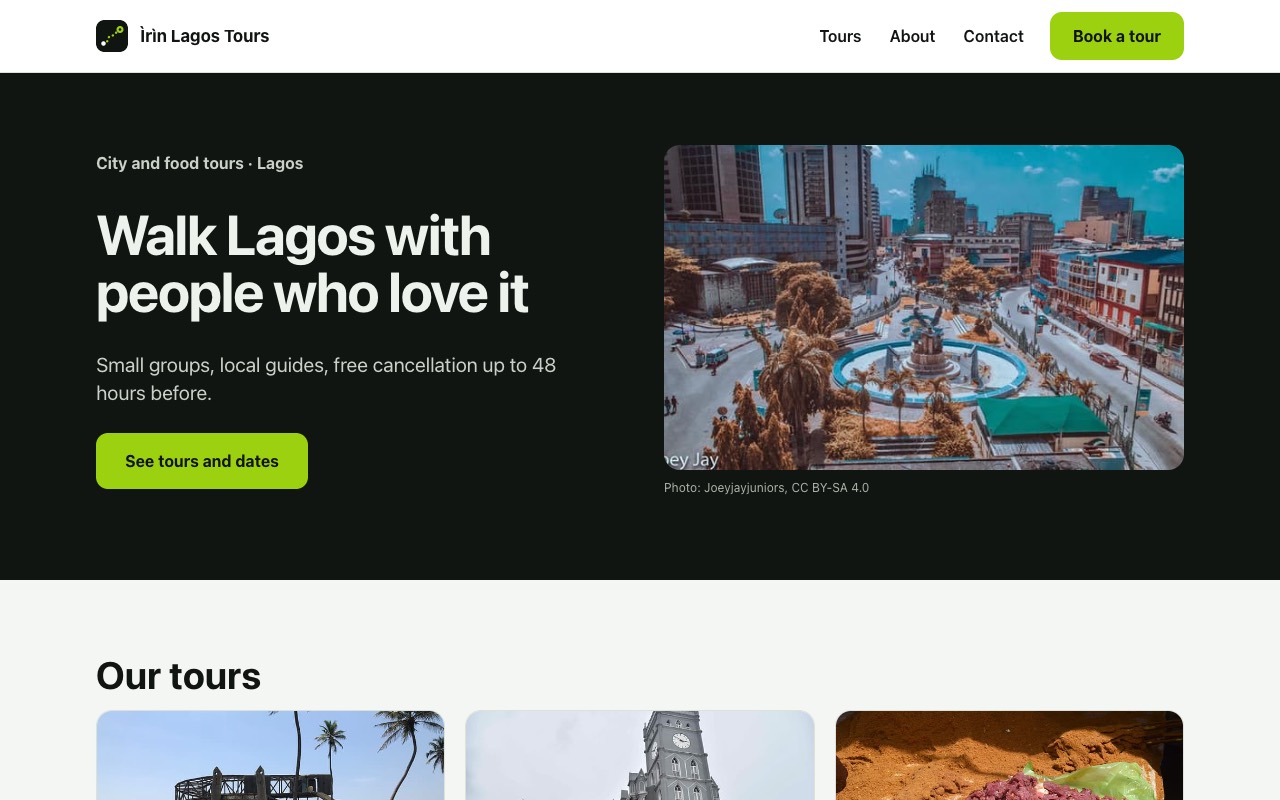 Ìrìn Lagos Tours
Tours
About
Contact
Book a tour
City and food tours · Lagos
Walk Lagos with
people who love it
Small groups, local guides, free cancellation up to 48
hours before.
See tours and dates
ey Jay
Photo: Joeyjayjuniors, CC BY-SA 4.0
Our tours